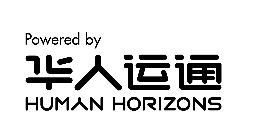 Powered by
华人运通
HUMAN HORIZONS